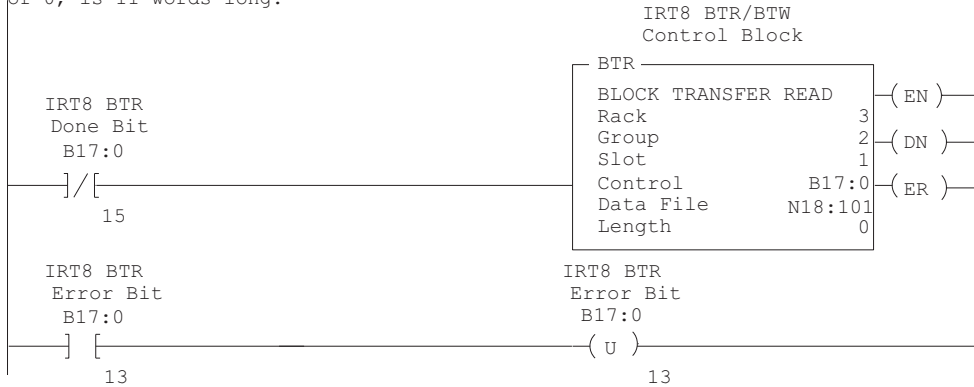 or 0, is 11 words long.
IRT8 BTR/BTW
Control Block
BTR
BLOCK TRANSFER READ
Rack 3
Group 2
Slot 1
Control B17:0
Data File N18:101
Length 0
EN
DN
ER
IRT8 BTR
Done Bit
B17:0
15
IRT8 BTR
Error Bit
B17:0
13
IRT8 BTR
Error Bit
B17:0
U
13